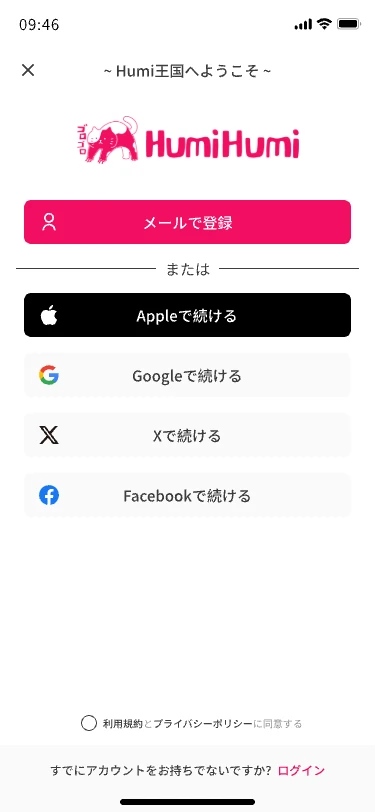 09:46
~ Humi王国へようこそ ~
ゴロ
ゴロ
HumiHumi
メールで登録
または
Appleで続ける
Googleで続ける
Xで続ける
Facebookで続ける
利用規約とプライバシーポリシーに同意する
すでにアカウントをお持ちでないですか? ログイン